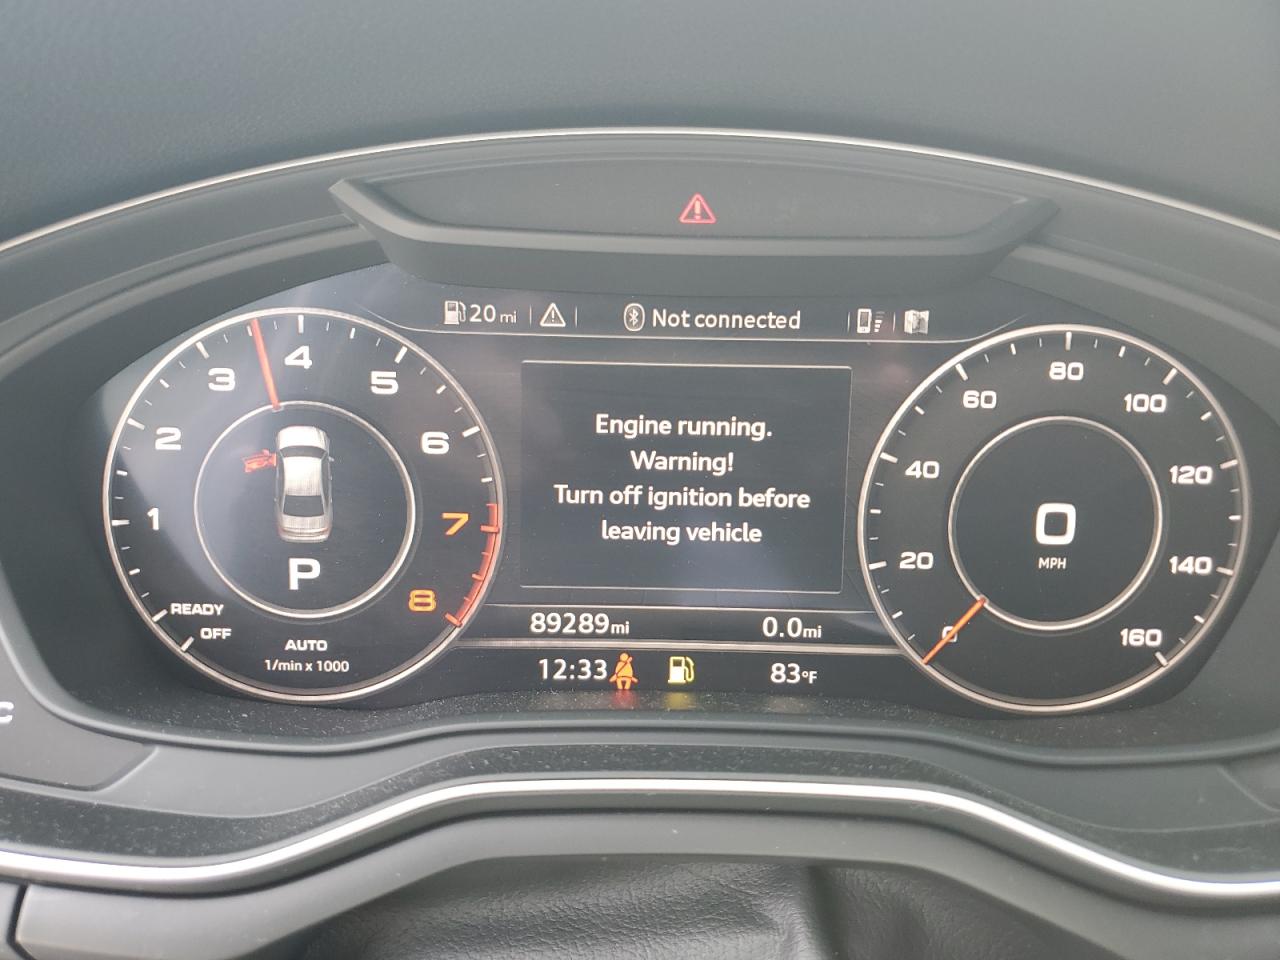 20 mi
Not connected
1
2
3
4
5
6
7
8
READY
OFF
P
AUTO
1/min x 1000
Engine running.
Warning!
Turn off ignition before
leaving vehicle
89289mi
0.0mi
12:33
83°F
0
20
40
60
80
100
120
140
160
0
MPH
C